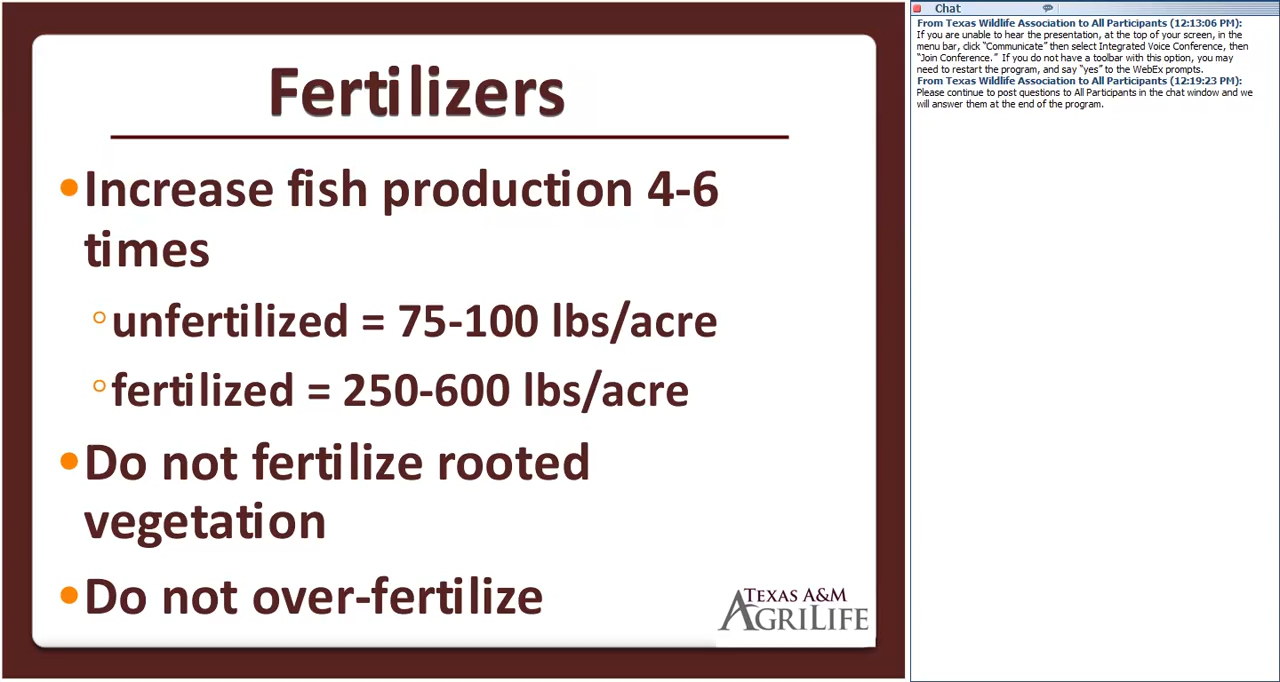 Fertilizers
•Increase fish production 4-6
times
◦unfertilized = 75-100 lbs/acre
◦fertilized = 250-600 lbs/acre
•Do not fertilize rooted
vegetation
•Do not over-fertilize
TEXAS A&M
AGRILIFE
Chat
From Texas Wildlife Association to All Participants (12:13:06 PM):
If you are unable to hear the presentation, at the top of your screen, in the
menu bar, click “Communicate” then select Integrated Voice Conference, then
“Join Conference.”  If you do not have a toolbar with this option, you may
need to restart the program, and say “yes” to the WebEx prompts.
From Texas Wildlife Association to All Participants (12:19:23 PM):
Please continue to post questions to All Participants in the chat window and we
will answer them at the end of the program.